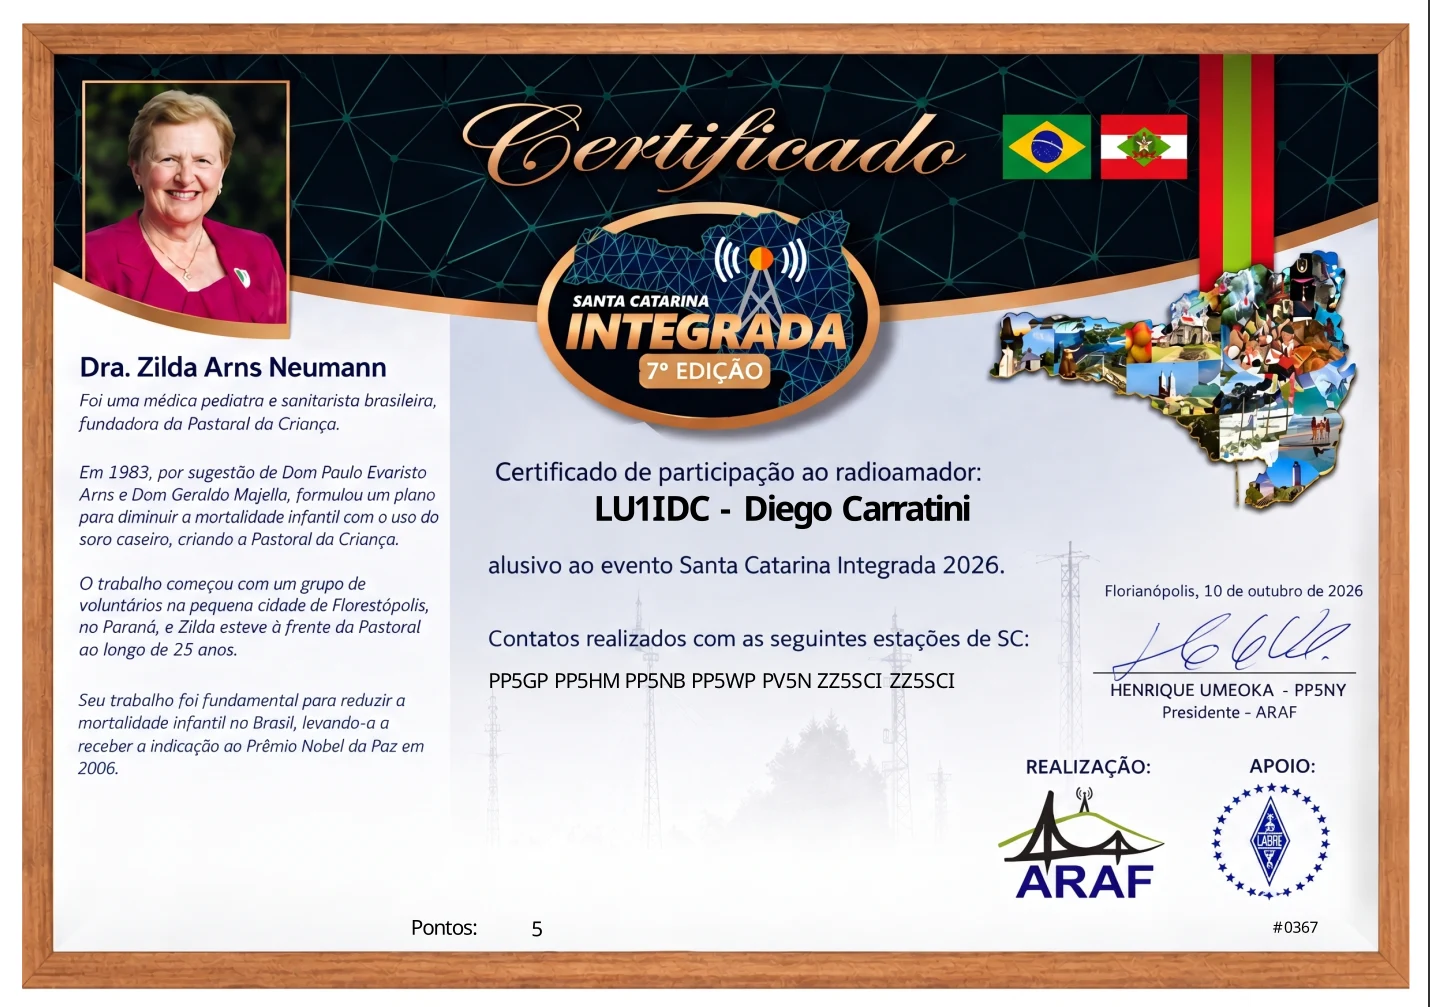 Certificado
SANTA CATARINA
INTEGRADA
7º EDIÇÃO
Dra. Zilda Arns Neumann
Foi uma médica pediatra e sanitarista brasileira,
fundadora da Pastaral da Criança.
Em 1983, por sugestão de Dom Paulo Evaristo
Arns e Dom Geraldo Majella, formulou um plano
para diminuir a mortalidade infantil com o uso do
soro caseiro, criando a Pastoral da Criança.
O trabalho começou com um grupo de
voluntários na pequena cidade de Florestópolis,
no Paraná, e Zilda esteve à frente da Pastoral
ao longo de 25 anos.
Seu trabalho foi fundamental para reduzir a
mortalidade infantil no Brasil, levando-a a
receber a indicação ao Prêmio Nobel da Paz em
2006.
Certificado de participação ao radioamador:
LU1IDC - Diego Carratini
alusivo ao evento Santa Catarina Integrada 2026.
Contatos realizados com as seguintes estações de SC:
PP5GP PP5HM PP5NB PP5WP PV5N ZZ5SCI ZZ5SCI
Florianópolis, 10 de outubro de 2026
HENRIQUE UMEOKA - PP5NY
Presidente - ARAF
REALIZAÇÃO:
ARAF
APOIO:
LABRE
Pontos: 5
#0367